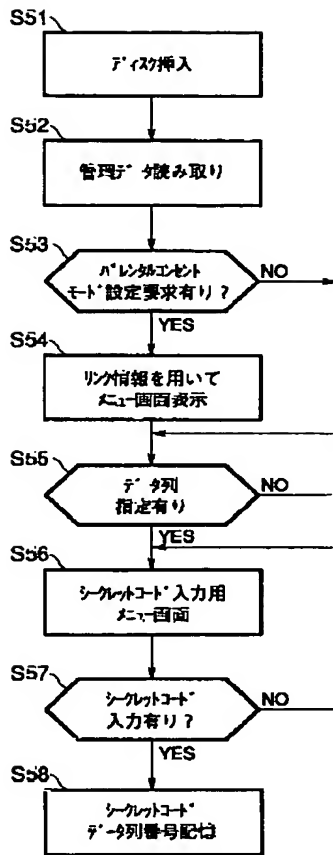 S51
ディスク挿入
S52
管理データ読み取り
S53
パレンタルコンセント
モード設定要求有り?
NO
YES
S54
リンク情報を用いて
メニュー画面表示
S55
データ列
指定有り
NO
YES
S56
シークレットコード入力用
メニュー画面
S57
シークレットコード
入力有り?
NO
YES
S58
シークレットコード
データ列番号記憶